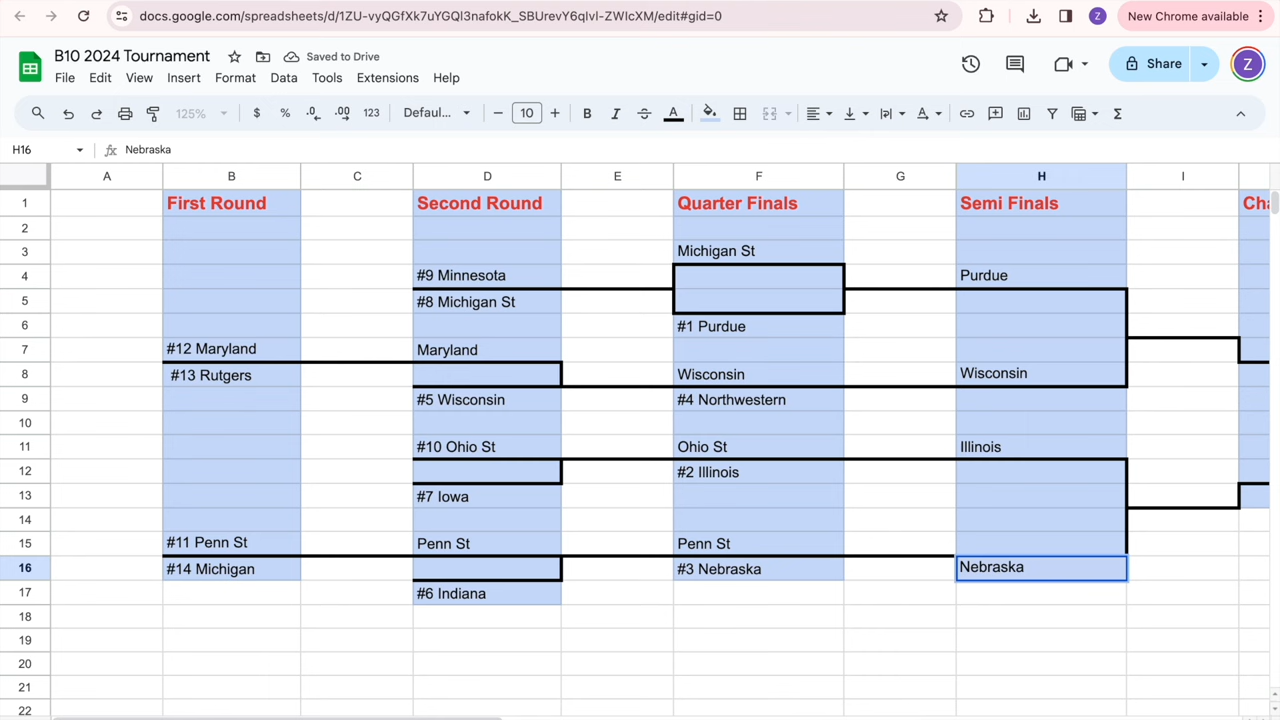 docs.google.com/spreadsheets/d/1ZU-vyQGfXk7uYGQI3nafokK_SBUrevY6qIvI-ZWIcXM/edit#gid=0
Z
New Chrome available
B10 2024 Tournament
Saved to Drive
File Edit View Insert Format Data Tools Extensions Help
Share
Z
125% $ % .0 .00 123 Defaul... 10 B I A
H16 fx Nebraska
A B C D E F G H I
1 First Round Second Round Quarter Finals Semi Finals Cha
2
3 Michigan St
4 #9 Minnesota Purdue
5 #8 Michigan St
6 #1 Purdue
7 #12 Maryland Maryland
8 #13 Rutgers Wisconsin Wisconsin
9 #5 Wisconsin #4 Northwestern
10
11 #10 Ohio St Ohio St Illinois
12 #2 Illinois
13 #7 Iowa
14
15 #11 Penn St Penn St Penn St
16 #14 Michigan #3 Nebraska Nebraska
17 #6 Indiana
18
19
20
21
22